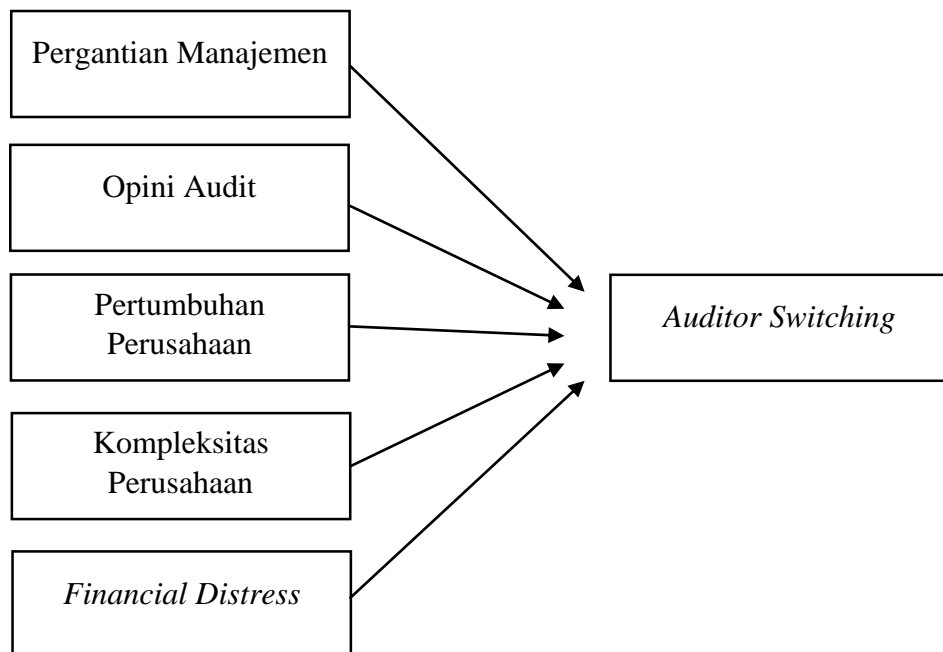 Pergantian Manajemen
Opini Audit
Pertumbuhan
Perusahaan
Kompleksitas
Perusahaan
Financial Distress
Auditor Switching